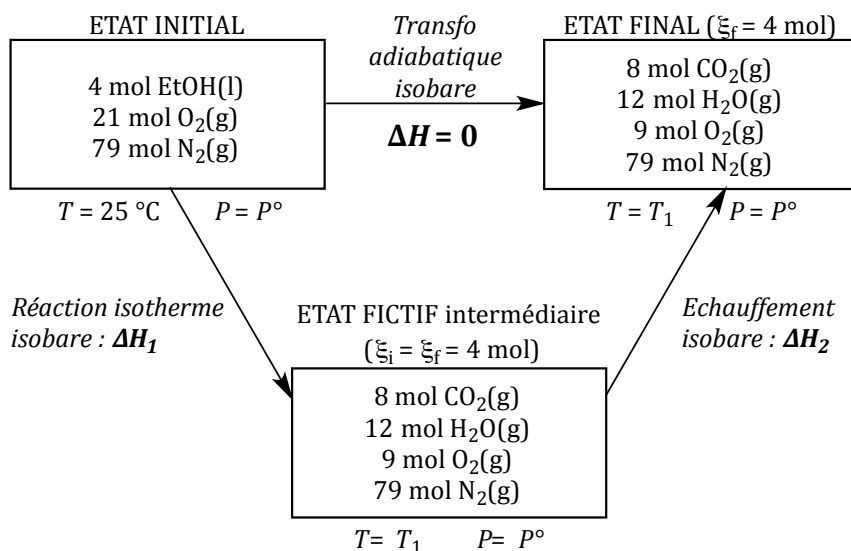 ETAT INITIAL
4 mol EtOH(l)
21 mol O₂(g)
79 mol N₂(g)
T = 25 °C P = P°
Transfo
adiabatique
isobare
ΔH = 0
ETAT FINAL (ξf = 4 mol)
8 mol CO₂(g)
12 mol H₂O(g)
9 mol O₂(g)
79 mol N₂(g)
T = T₁ P = P°
Réaction isotherme
isobare : ΔH₁
ETAT FICTIF intermédiaire
(ξi = ξf = 4 mol)
8 mol CO₂(g)
12 mol H₂O(g)
9 mol O₂(g)
79 mol N₂(g)
T= T₁ P= P°
Echauffement
isobare : ΔH₂